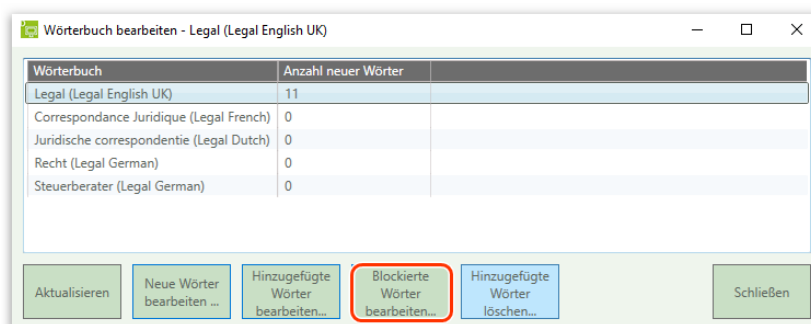 Wörterbuch bearbeiten - Legal (Legal English UK)
Wörterbuch Anzahl neuer Wörter
Legal (Legal English UK) 11
Correspondance Juridique (Legal French) 0
Juridische correspondentie (Legal Dutch) 0
Recht (Legal German) 0
Steuerberater (Legal German) 0
Aktualisieren
Neue Wörter
bearbeiten ...
Hinzugefügte
Wörter
bearbeiten...
Blockierte
Wörter
bearbeiten...
Hinzugefügte
Wörter
löschen...
Schließen